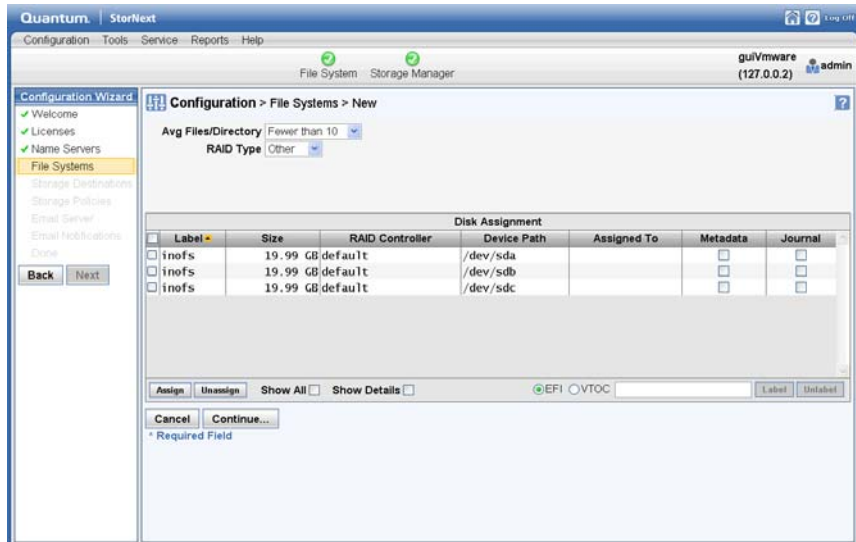 Quantum. StorNext
Log Off
Configuration Tools Service Reports Help
File System Storage Manager
guiVmware
(127.0.0.2)
admin
Configuration Wizard
Welcome
Licenses
Name Servers
File Systems
Storage Destinations
Storage Policies
Email Server
Email Notifications
Done
Back Next
Configuration > File Systems > New
?
Avg Files/Directory Fewer than 10
RAID Type Other
Disk Assignment
Label Size RAID Controller Device Path Assigned To Metadata Journal
inofs 19.99 GB default /dev/sda
inofs 19.99 GB default /dev/sdb
inofs 19.99 GB default /dev/sdc
Assign Unassign Show All Show Details EFI VTOC Label Unlabel
Cancel Continue...
* Required Field